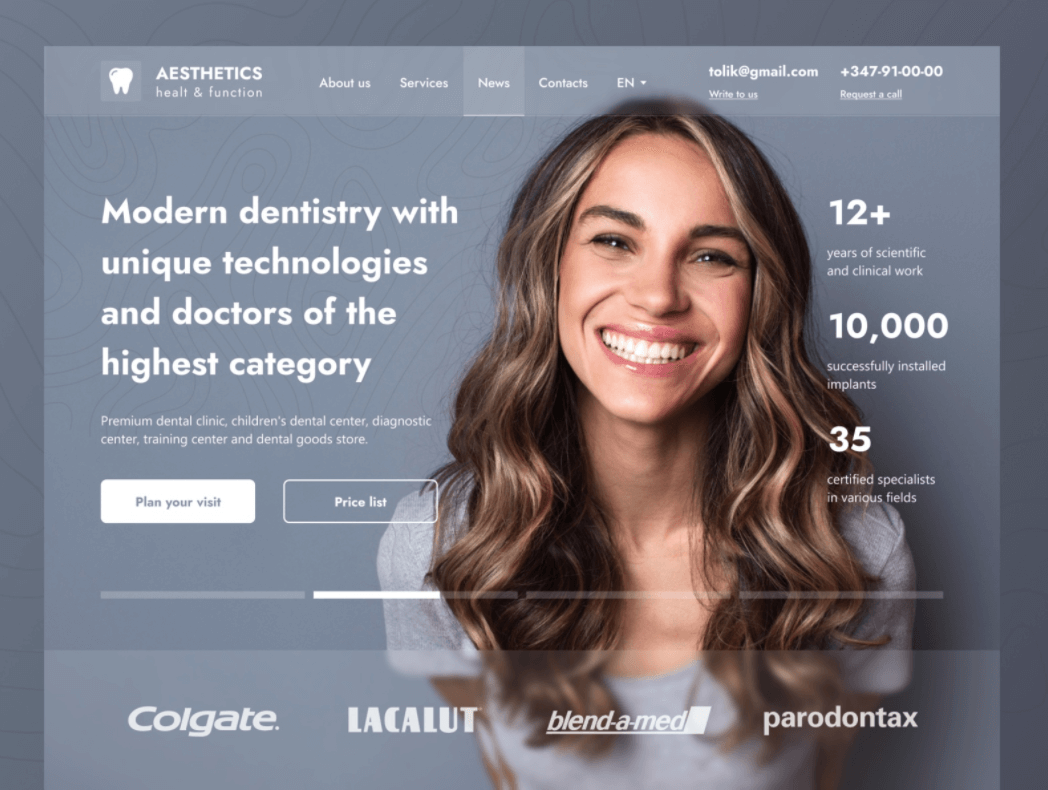 AESTHETICS
healt & function
About us
Services
News
Contacts
EN
tolik@gmail.com
Write to us
+347-91-00-00
Request a call
Modern dentistry with
unique technologies
and doctors of the
highest category
Premium dental clinic, children's dental center, diagnostic
center, training center and dental goods store.
Plan your visit
Price list
12+
years of scientific
and clinical work
10,000
successfully installed
implants
35
certified specialists
in various fields
Colgate.
LACALUT
blend-a-med
parodontax